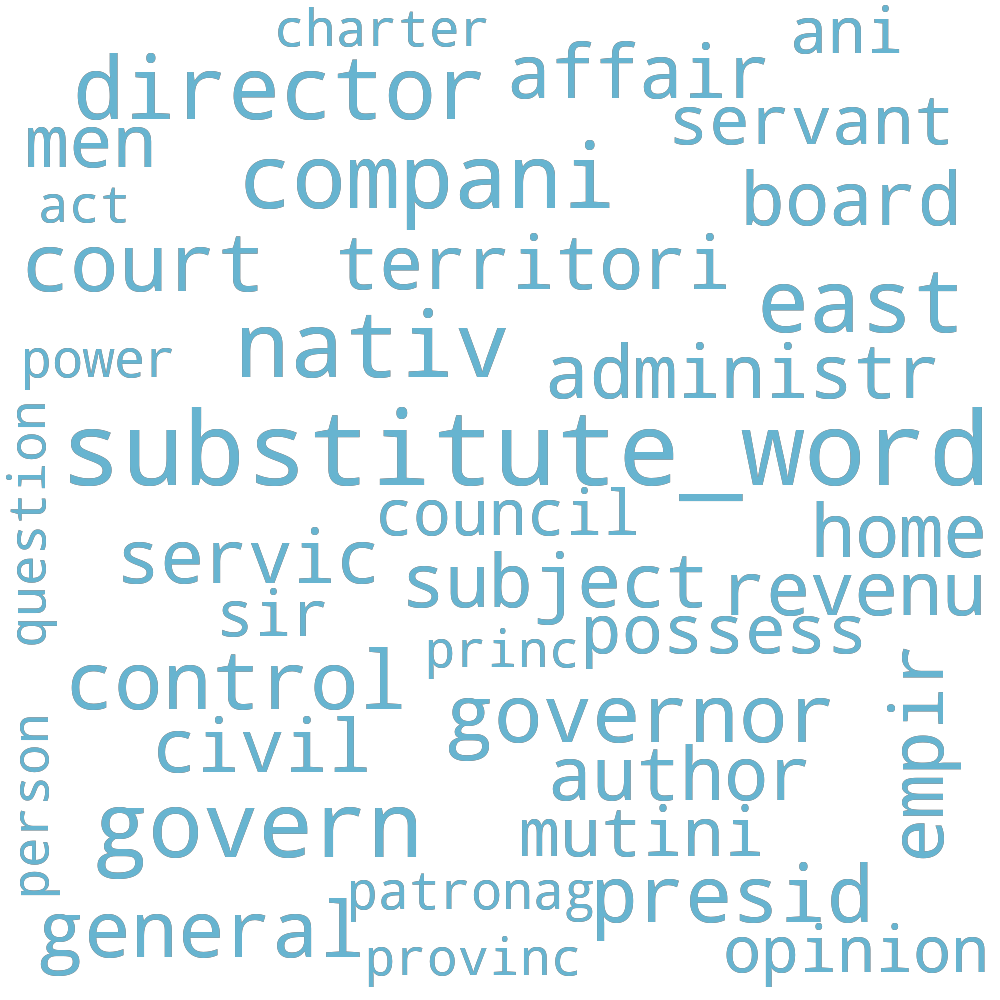 charter
ani
director
affair
men
servant
compani
act
board
court
territori
east
nativ
power
administr
substitute_word
question
council
home
servic
subject
revenu
sir
princ
possess
control
empir
governor
civil
person
author
govern
mutini
patronag
presid
general
provinc
opinion